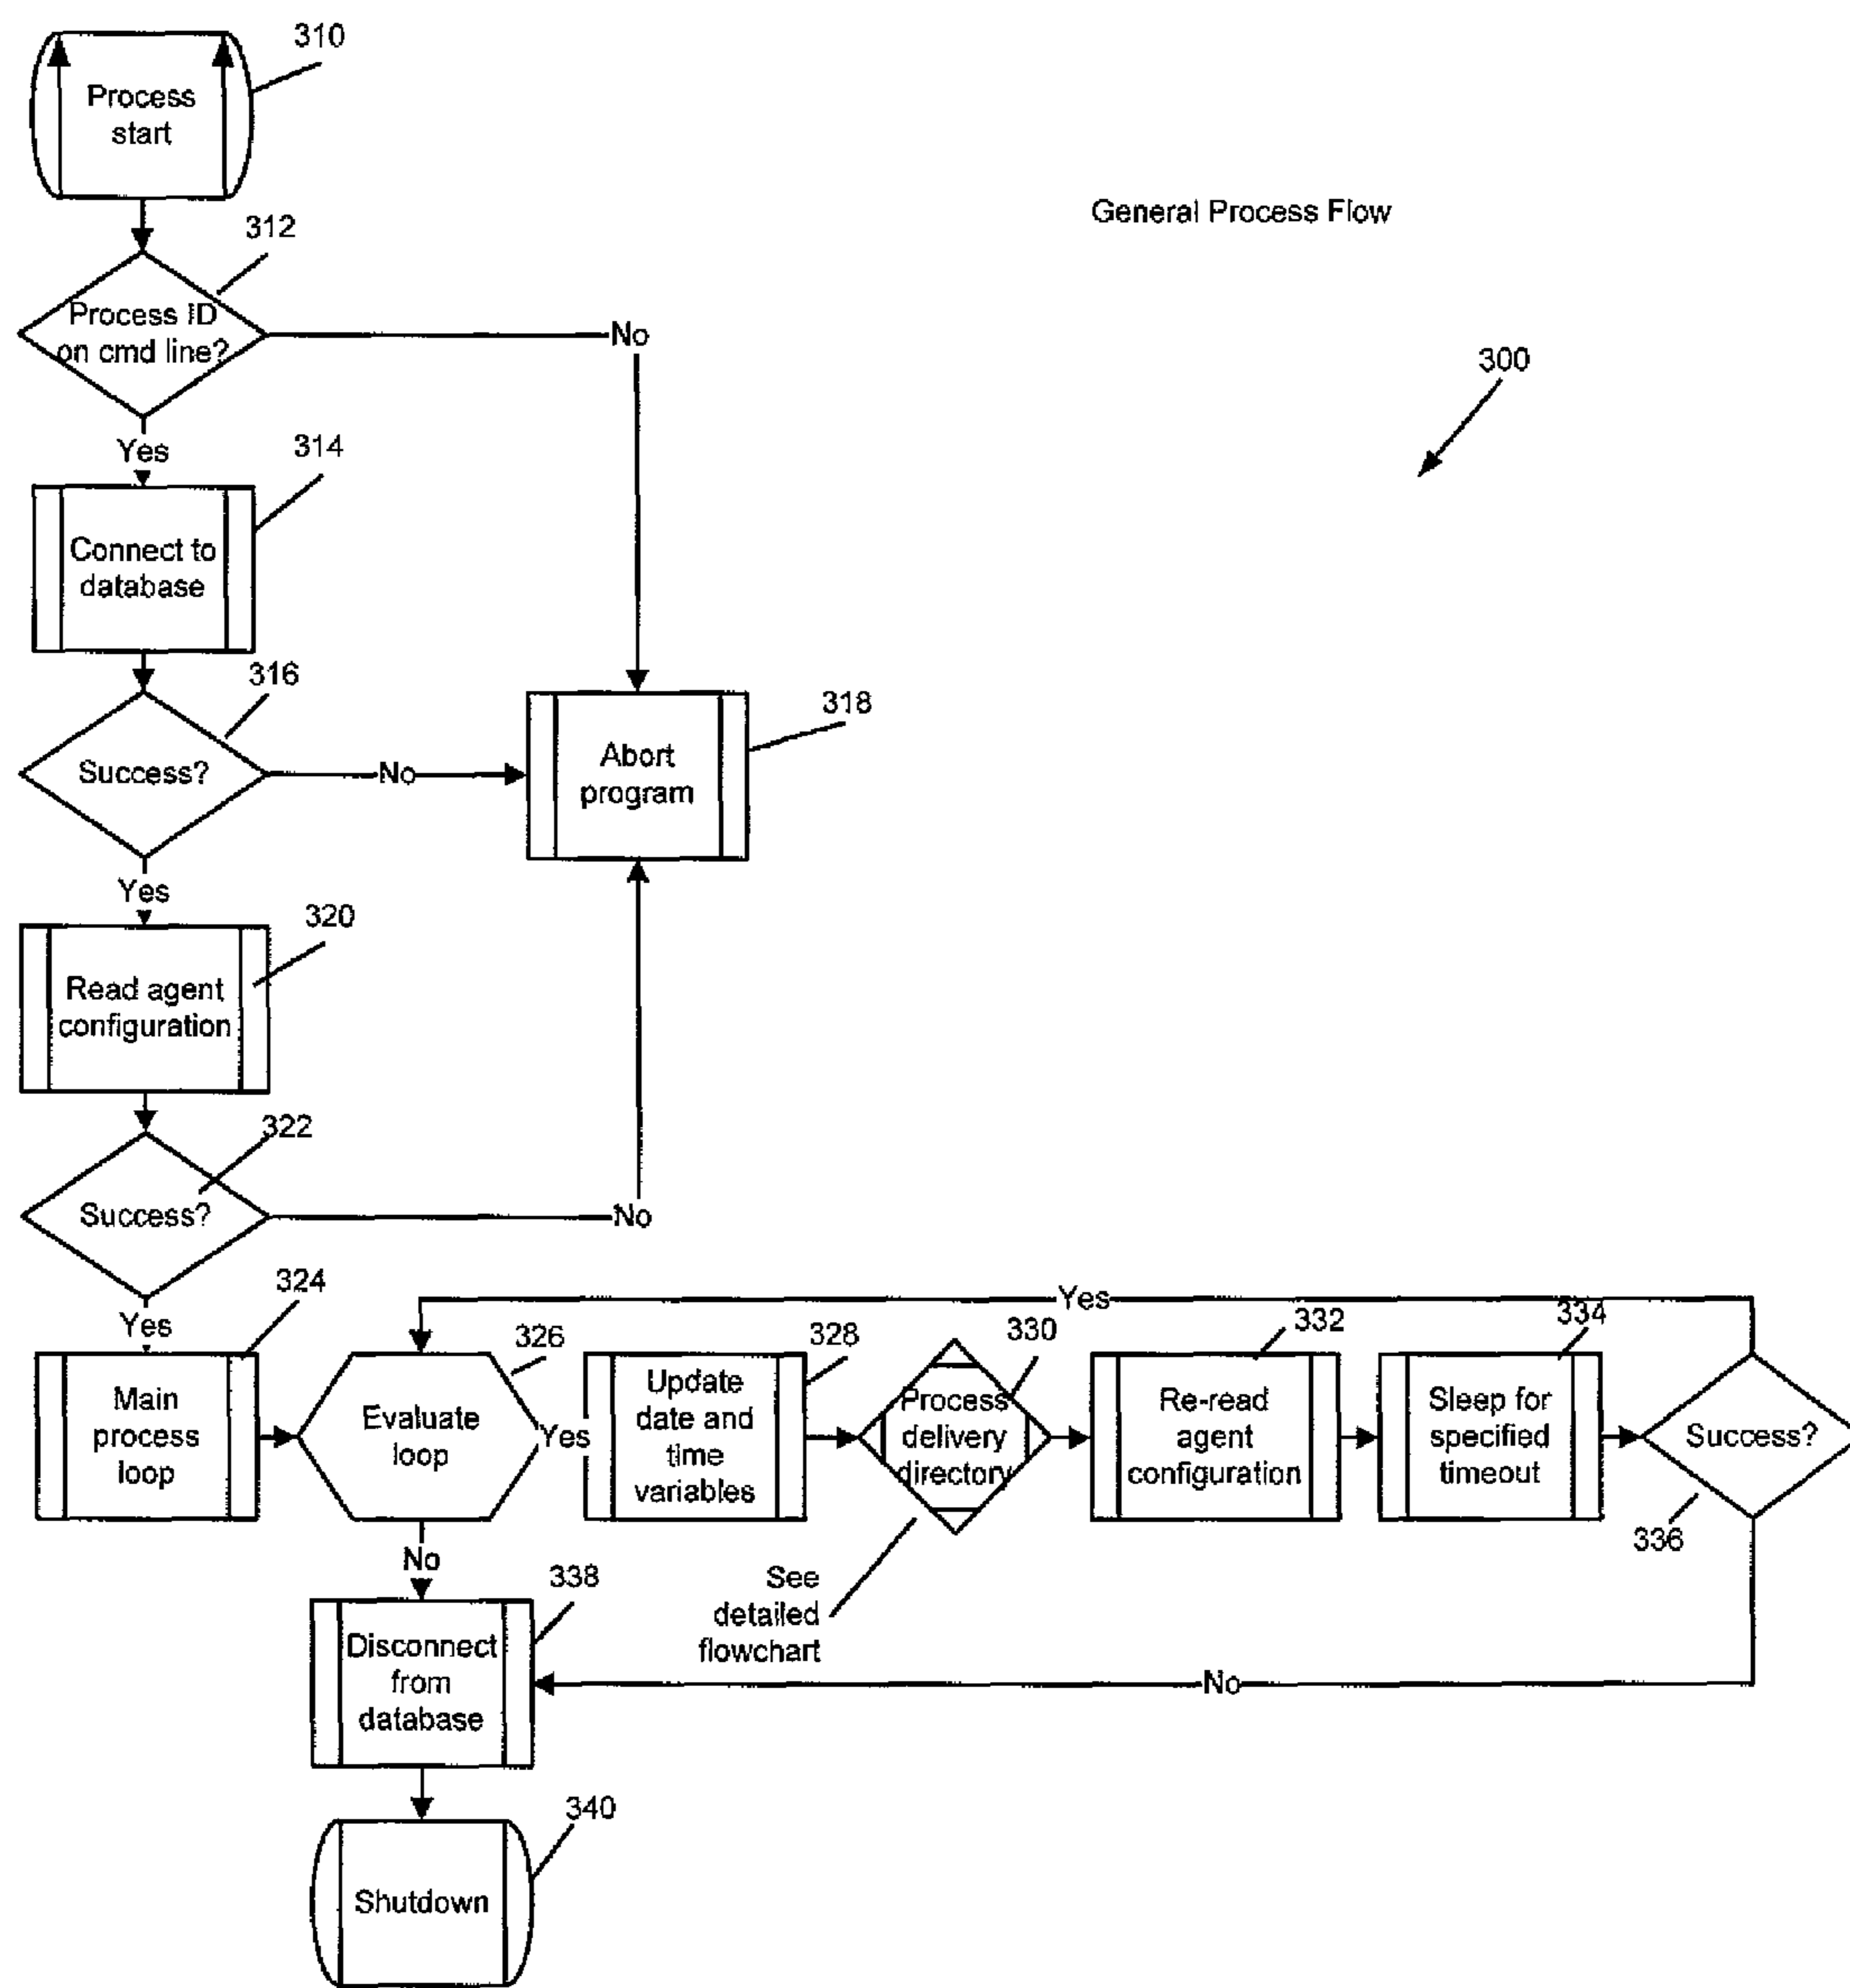 310
Process
start
General Process Flow
312
Process ID
on cmd line?
No
300
Yes
314
Connect to
database
316
318
Success?
No
Abort
program
Yes
320
Read agent
configuration
322
Success?
No
Yes
324
Main
process
loop
Yes
326
Evaluate
loop
Yes
328
Update
date and
time
variables
330
Process
delivery
directory
332
Re-read
agent
configuration
334
Sleep for
specified
timeout
Success?
336
No
338
See
detailed
flowchart
Disconnect
from
database
No
340
Shutdown